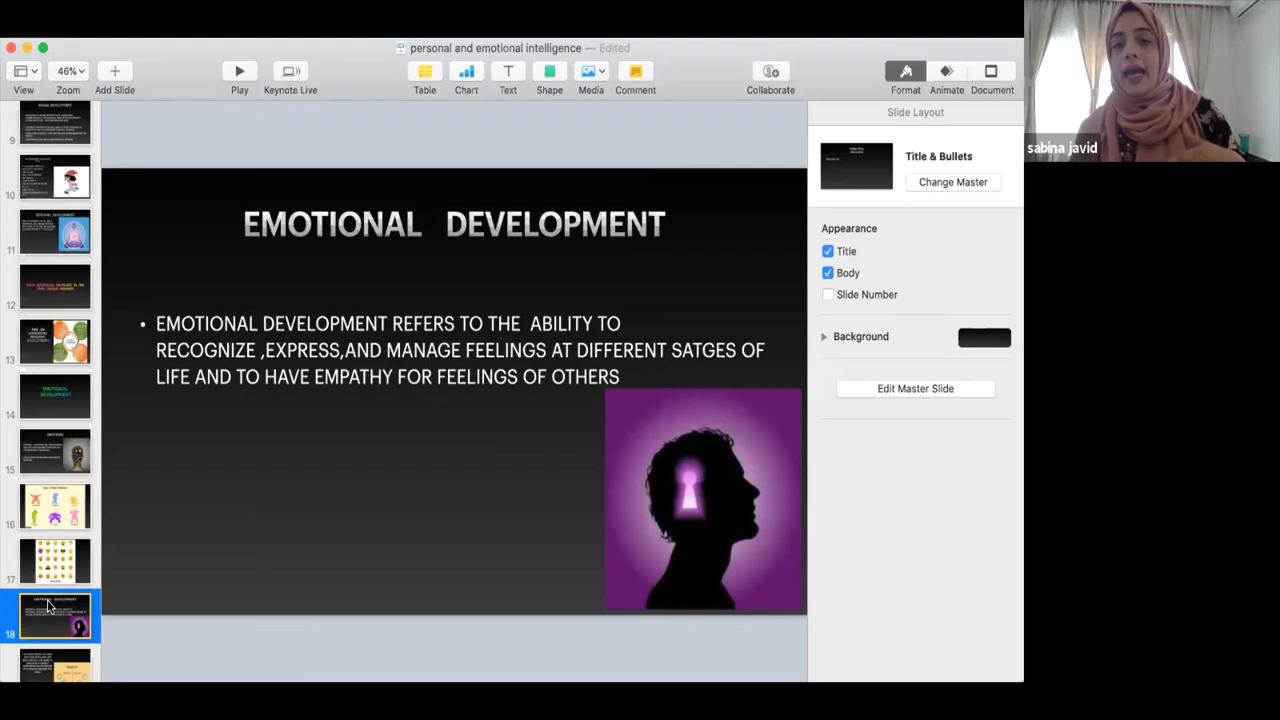 personal and emotional intelligence — Edited
46%
View Zoom Add Slide Play Keynote Live Table Chart Text Shape Media Comment Collaborate Format Animate Document
Slide Layout
Title & Bullets
Change Master
Appearance
Title
Body
Slide Number
Background
Edit Master Slide
EMOTIONAL DEVELOPMENT
• EMOTIONAL DEVELOPMENT REFERS TO THE ABILITY TO
RECOGNIZE ,EXPRESS,AND MANAGE FEELINGS AT DIFFERENT SATGES OF
LIFE AND TO HAVE EMPATHY FOR FEELINGS OF OTHERS
9
10
11
12
13
EMOTIONAL
DEVELOPMENT
14
15
16
17
EMOTIONAL DEVELOPMENT
18
sabina javid